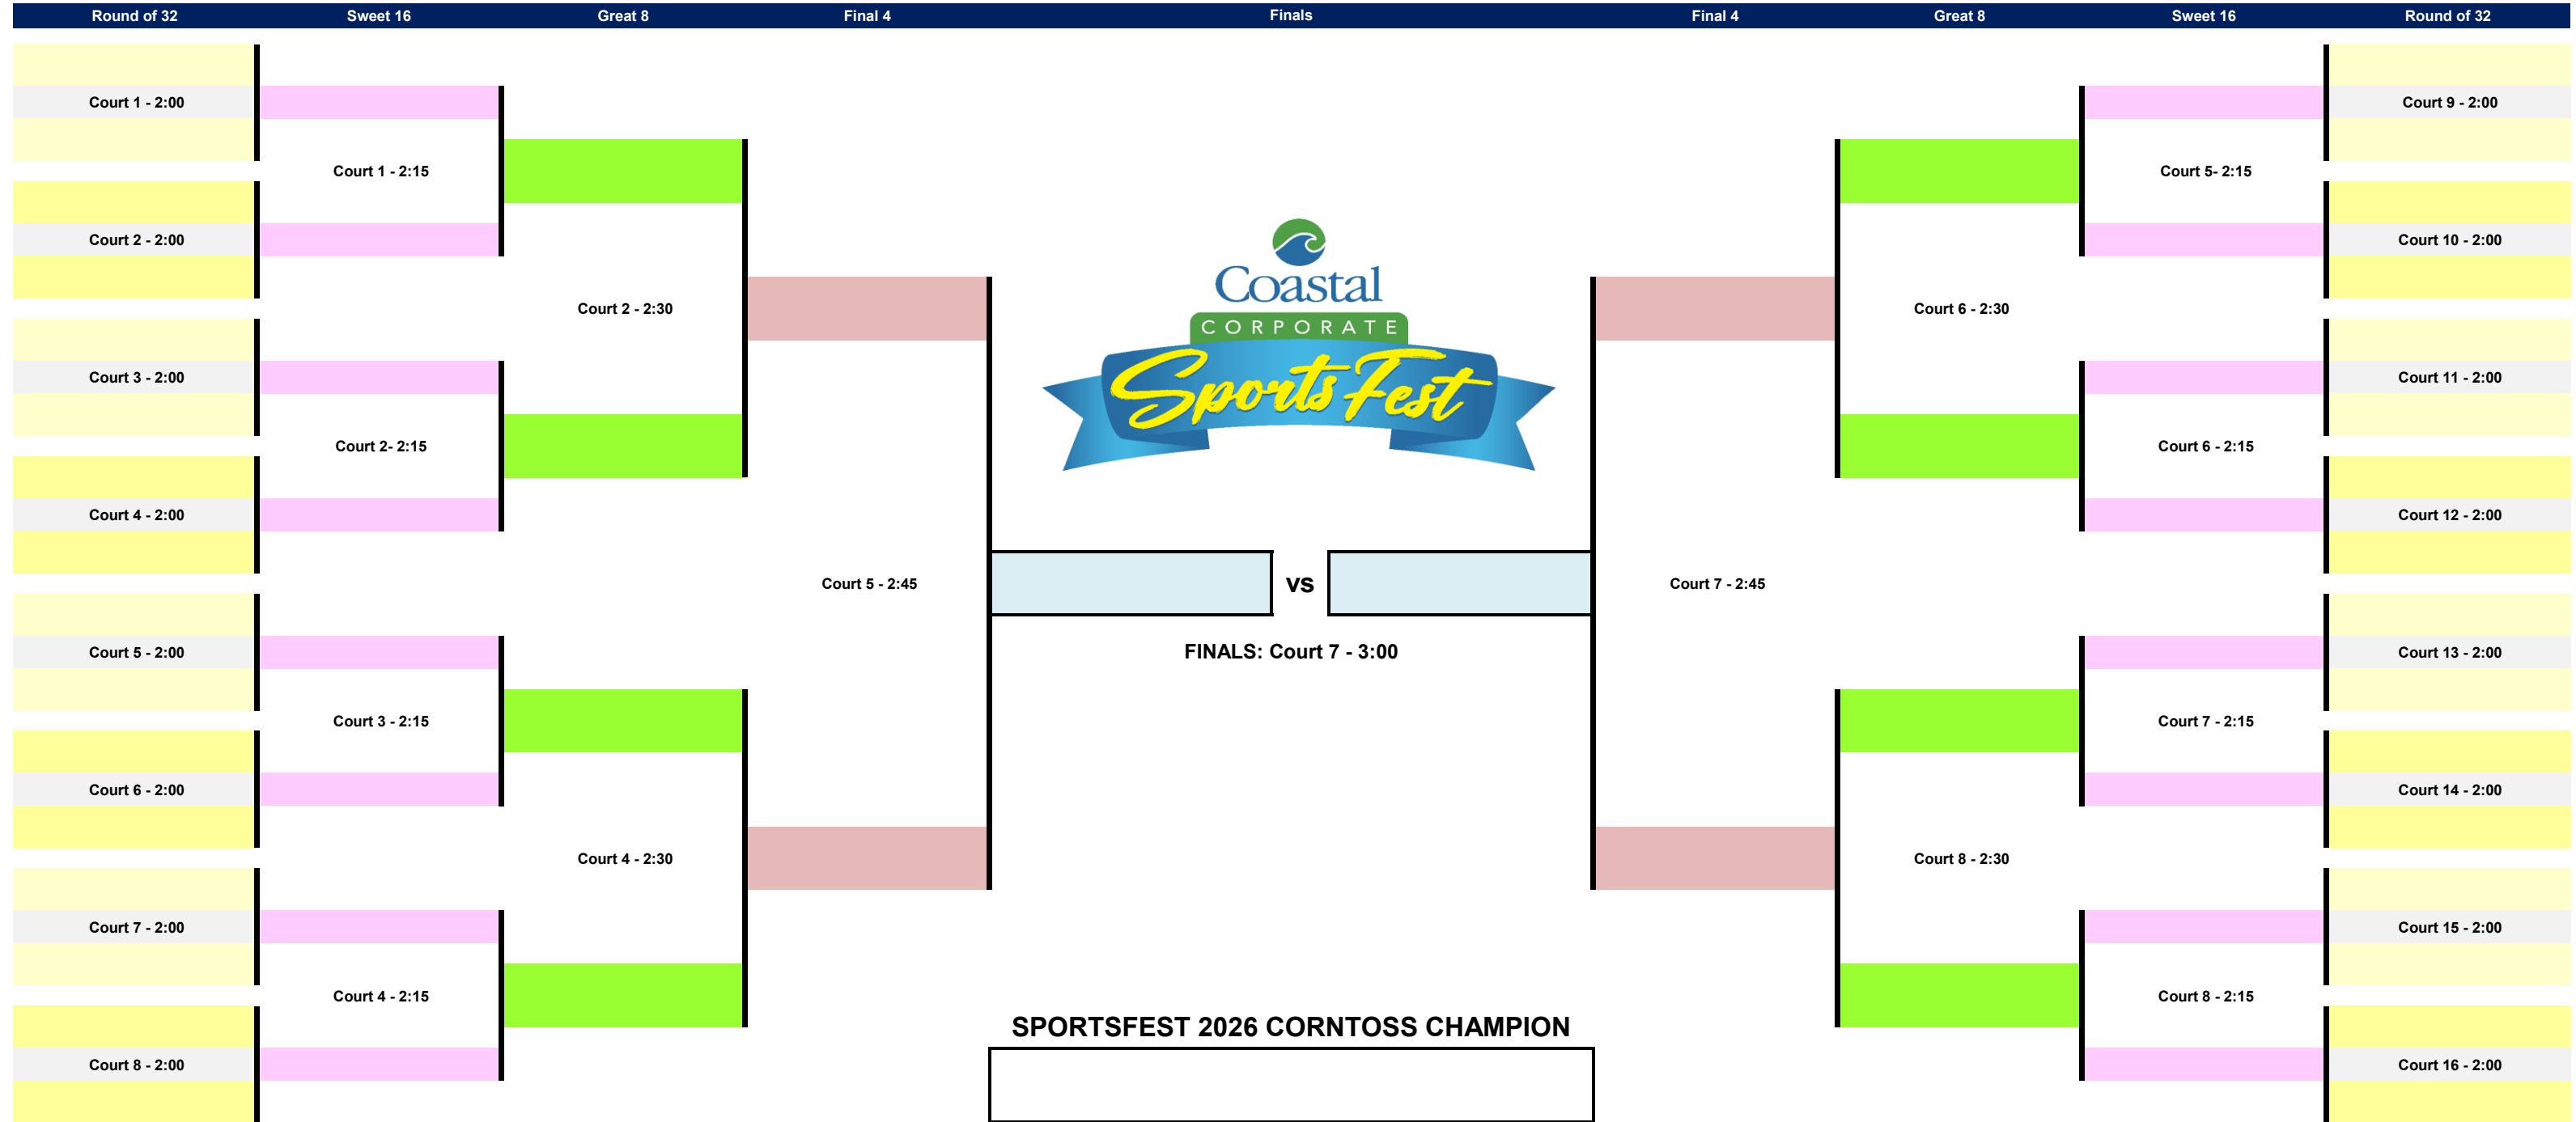 Round of 32 Sweet 16 Great 8 Final 4 Finals Final 4 Great 8 Sweet 16 Round of 32
Court 1 - 2:00 Court 9 - 2:00
Court 1 - 2:15 Court 5- 2:15
Court 2 - 2:00 Court 10 - 2:00
Coastal
Court 2 - 2:30 Court 6 - 2:30
CORPORATE
Court 3 - 2:00 Court 11 - 2:00
Sports Fest
Court 2- 2:15 Court 6 - 2:15
Court 4 - 2:00 Court 12 - 2:00
Court 5 - 2:45 vs Court 7 - 2:45
Court 5 - 2:00 FINALS: Court 7 - 3:00 Court 13 - 2:00
Court 3 - 2:15 Court 7 - 2:15
Court 6 - 2:00 Court 14 - 2:00
Court 4 - 2:30 Court 8 - 2:30
Court 7 - 2:00 Court 15 - 2:00
Court 4 - 2:15 Court 8 - 2:15
SPORTSFEST 2026 CORNTOSS CHAMPION
Court 8 - 2:00 Court 16 - 2:00